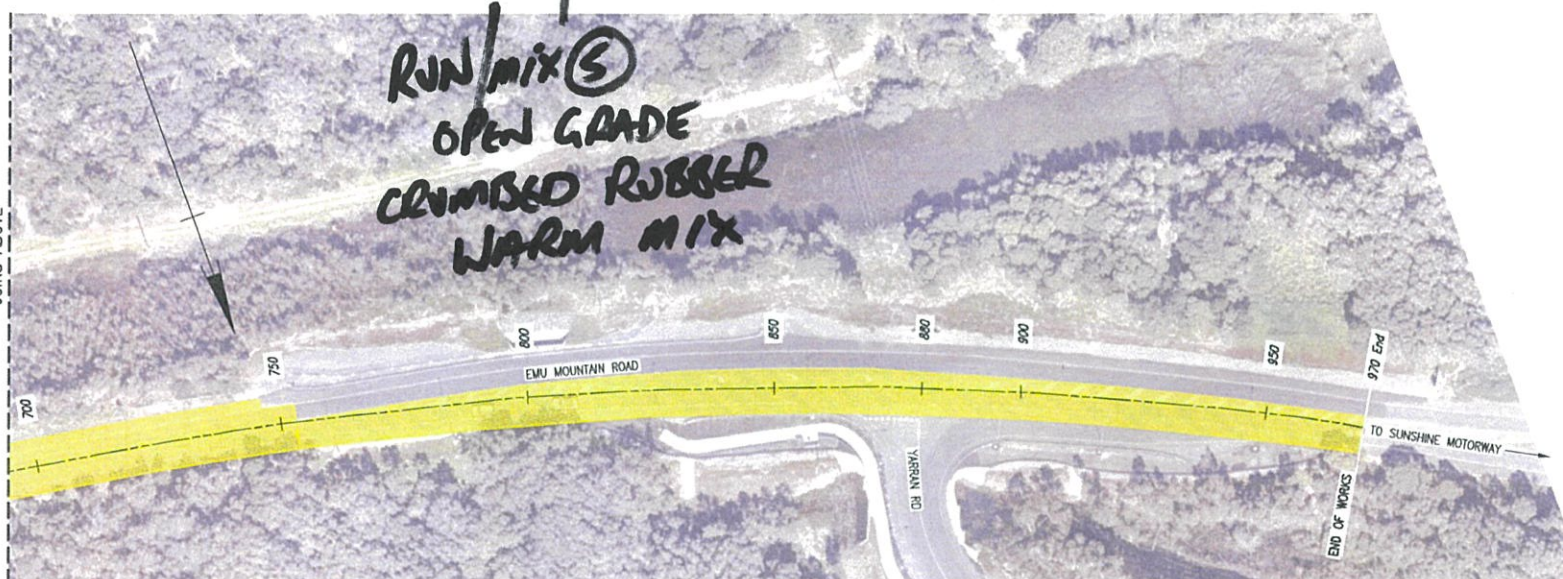 RUN/MIX 5
OPEN GRADE
CRUMBED RUBBER
WARM MIX
700
750
800
850
880
900
950
970 End
EMU MOUNTAIN ROAD
TO SUNSHINE MOTORWAY
YARRAN RD
END OF WORKS